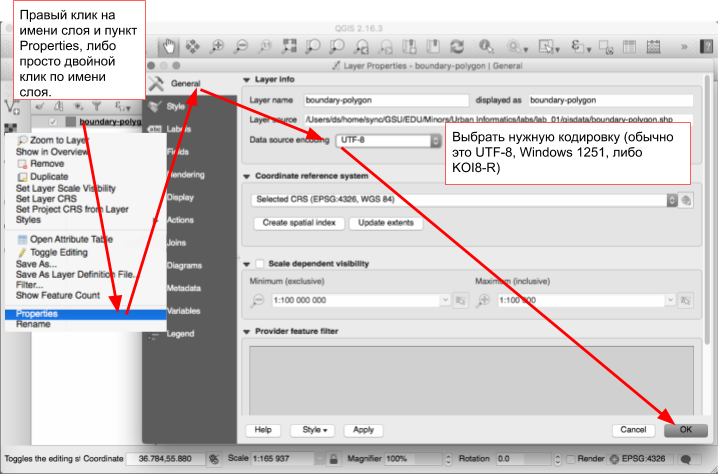 QGIS 2.16.3
Правый клик на
имени слоя и пункт
Properties, либо
просто двойной
клик по имени
слоя.
Layer Properties - boundary-polygon | General
boundary-polyg
Zoom to Layer
Show in Overview
Remove
Duplicate
Set Layer Scale Visibility
Set Layer CRS
Set Project CRS from Layer
Styles
Open Attribute Table
Toggle Editing
Save As...
Save As Layer Definition File...
Filter...
Show Feature Count
Properties
Rename
General
Style
Labels
Fields
Rendering
Display
Actions
Joins
Diagrams
Metadata
Variables
Legend
Layer info
Layer name boundary-polygon displayed as boundary-polygon
Layer source /Users/ds/home/sync/GSU/EDU/Minors/Urban Informatics/labs/lab_01/qgisdata/boundary-polygon.shp
Data source encoding UTF-8
Выбрать нужную кодировку (обычно
это UTF-8, Windows 1251, либо
KOI8-R)
Coordinate reference system
Selected CRS (EPSG:4326, WGS 84)
Create spatial index Update extents
Scale dependent visibility
Minimum (exclusive) Maximum (inclusive)
1:100 000 000 1:100 000
Provider feature filter
Help Style Apply Cancel OK
Toggles the editing st Coordinate 36.784,55.880 Scale 1:165 937 Magnifier 100% Rotation 0.0 Render EPSG:4326